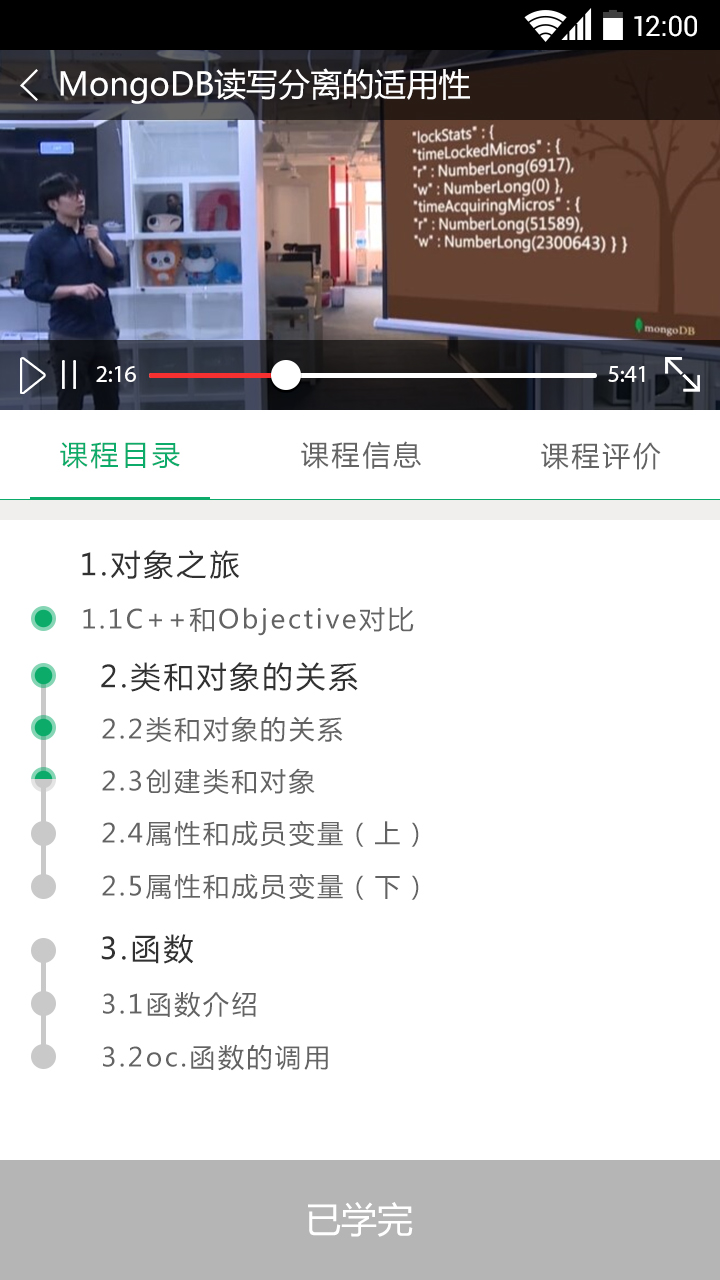 12:00
MongoDB读写分离的适用性
"lockStats" : {
"timeLockedMicros" : {
"r" : NumberLong(6917),
"w" : NumberLong(0) },
"timeAcquiringMicros" : {
"r" : NumberLong(51589),
"w" : NumberLong(2300643) } }
mongoDB
2:16 5:41
课程目录 课程信息 课程评价
1.对象之旅
1.1C++和Objective对比
2.类和对象的关系
2.2类和对象的关系
2.3创建类和对象
2.4属性和成员变量（上）
2.5属性和成员变量（下）
3.函数
3.1函数介绍
3.2oc.函数的调用
已学完